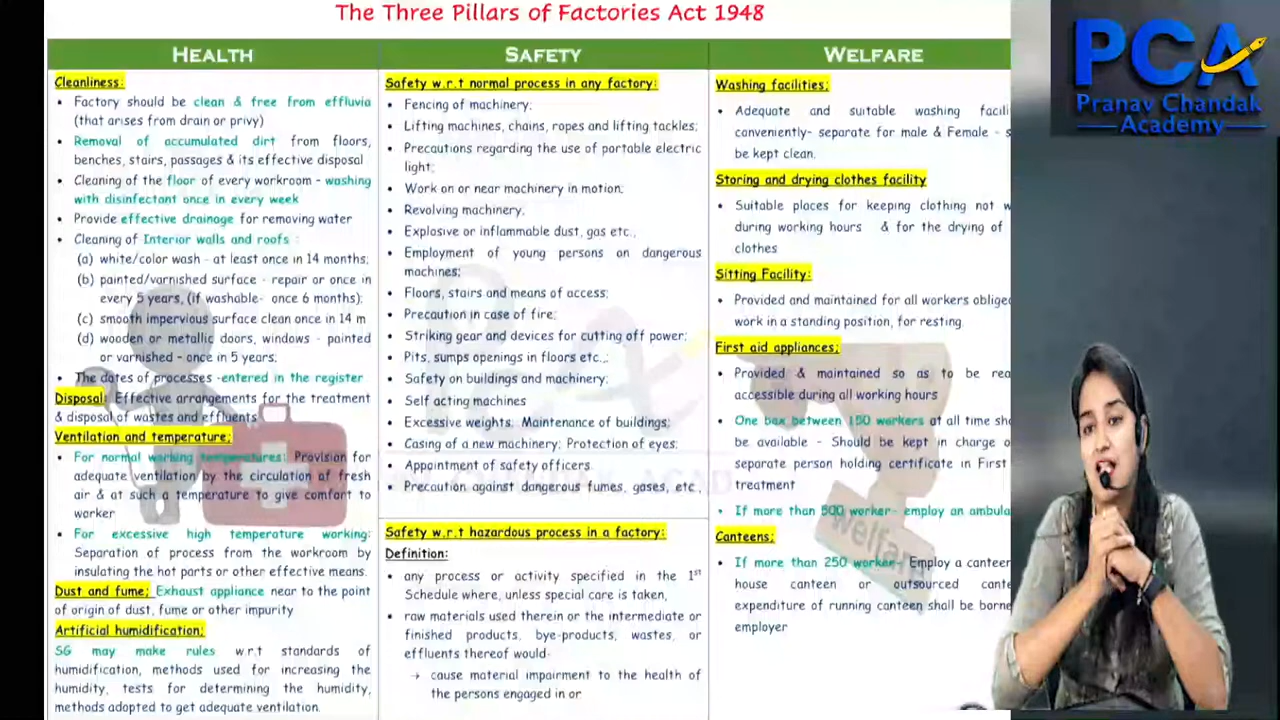 The Three Pillars of Factories Act 1948
HEALTH
Cleanliness:
• Factory should be clean & free from effluvia
(that arises from drain or privy)
• Removal of accumulated dirt from floors,
benches, stairs, passages & its effective disposal
• Cleaning of the floor of every workroom - washing
with disinfectant once in every week
• Provide effective drainage for removing water
• Cleaning of Interior walls and roofs :
(a) white/color wash - at least once in 14 months;
(b) painted/varnished surface - repair or once in
every 5 years, (if washable- once 6 months);
(c) smooth impervious surface clean once in 14 m
(d) wooden or metallic doors, windows - painted
or varnished - once in 5 years;
• The dates of processes -entered in the register
Disposal: Effective arrangements for the treatment
& disposal of wastes and effluents
Ventilation and temperature;
• For normal working temperatures: Provision for
adequate ventilation by the circulation of fresh
air & at such a temperature to give comfort to
worker
• For excessive high temperature working:
Separation of process from the workroom by
insulating the hot parts or other effective means.
Dust and fume; Exhaust appliance near to the point
of origin of dust, fume or other impurity
Artificial humidification;
SG may make rules w.r.t standards of
humidification, methods used for increasing the
humidity, tests for determining the humidity,
methods adopted to get adequate ventilation.
SAFETY
Safety w.r.t normal process in any factory:
• Fencing of machinery;
• Lifting machines, chains, ropes and lifting tackles;
• Precautions regarding the use of portable electric
light;
• Work on or near machinery in motion;
• Revolving machinery;
• Explosive or inflammable dust, gas etc.,
• Employment of young persons on dangerous
machines;
• Floors, stairs and means of access;
• Precaution in case of fire;
• Striking gear and devices for cutting off power;
• Pits, sumps openings in floors etc.,;
• Safety on buildings and machinery;
• Self acting machines
• Excessive weights; Maintenance of buildings;
• Casing of a new machinery; Protection of eyes;
• Appointment of safety officers
• Precaution against dangerous fumes, gases, etc.,
Safety w.r.t hazardous process in a factory:
Definition:
• any process or activity specified in the 1st
Schedule where, unless special care is taken,
• raw materials used therein or the intermediate or
finished products, bye-products, wastes, or
effluents thereof would-
→ cause material impairment to the health of
the persons engaged in or
WELFARE
Washing facilities;
• Adequate and suitable washing facili
conveniently- separate for male & Female - s
be kept clean.
Storing and drying clothes facility
• Suitable places for keeping clothing not w
during working hours & for the drying of
clothes
Sitting Facility:
• Provided and maintained for all workers oblige
work in a standing position, for resting.
First aid appliances;
• Provided & maintained so as to be rea
accessible during all working hours
• One box between 150 workers at all time sh
be available - Should be kept in charge o
separate person holding certificate in First
treatment
• If more than 500 worker- employ an ambula
Canteens;
• If more than 250 worker- Employ a canteen
house canteen or outsourced cante
expenditure of running canteen shall be borne
employer
PCA
Pranav Chandak
Academy